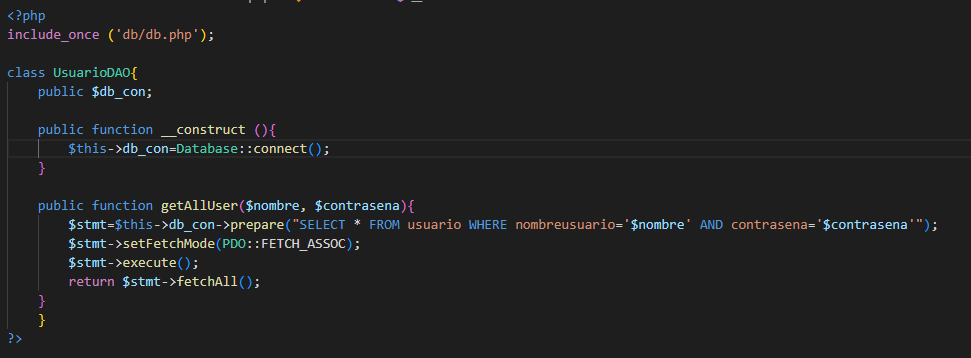 <?php
include_once ('db/db.php');
class UsuarioDAO{
public $db_con;
public function __construct (){
$this->db_con=Database::connect();
}
public function getAllUser($nombre, $contrasena){
$stmt=$this->db_con->prepare("SELECT * FROM usuario WHERE nombreusuario='$nombre' AND contrasena='$contrasena'");
$stmt->setFetchMode(PDO::FETCH_ASSOC);
$stmt->execute();
return $stmt->fetchAll();
}
}
?>